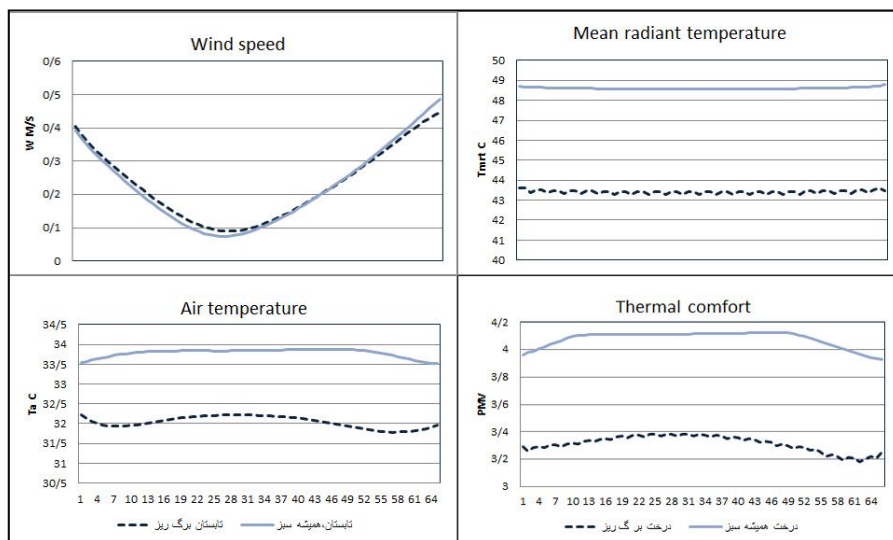 Wind speed
0/6
0/5
0/4
0/3
0/2
0/1
0
W M/S
Mean radiant temperature
50
49
48
47
46
45
44
43
42
41
40
Tmrt C
Air temperature
34/5
34
33/5
33
32/5
32
31/5
31
30/5
Ta C
1 4 7 10 13 16 19 22 25 28 31 34 37 40 43 46 49 52 55 58 61 64
تابستان برگ ریز
تابستان،همیشه سبز
Thermal comfort
4/2
4
3/8
3/6
3/4
3/2
3
PMV
1 4 7 10 13 16 19 22 25 28 31 34 37 40 43 46 49 52 55 58 61 64
درخت بر گ ریز
درخت همیشه سبز